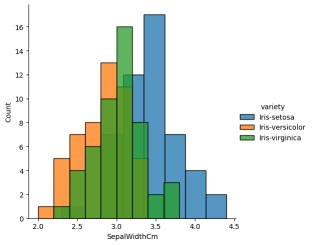 16
14
12
10
8
6
4
2
0
Count
2.0 2.5 3.0 3.5 4.0 4.5
SepalWidthCm
variety
Iris-setosa
Iris-versicolor
Iris-virginica